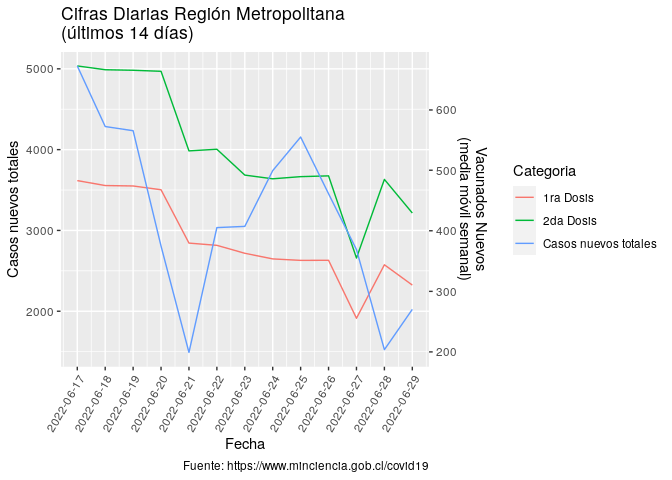 Cifras Diarias Región Metropolitana
(últimos 14 días)
Casos nuevos totales
5000
4000
3000
2000
600
500
400
300
200
Vacunados Nuevos
(media móvil semanal)
2022-06-17
2022-06-18
2022-06-19
2022-06-20
2022-06-21
2022-06-22
2022-06-23
2022-06-24
2022-06-25
2022-06-26
2022-06-27
2022-06-28
2022-06-29
Fecha
Categoria
1ra Dosis
2da Dosis
Casos nuevos totales
Fuente: https://www.minciencia.gob.cl/covid19